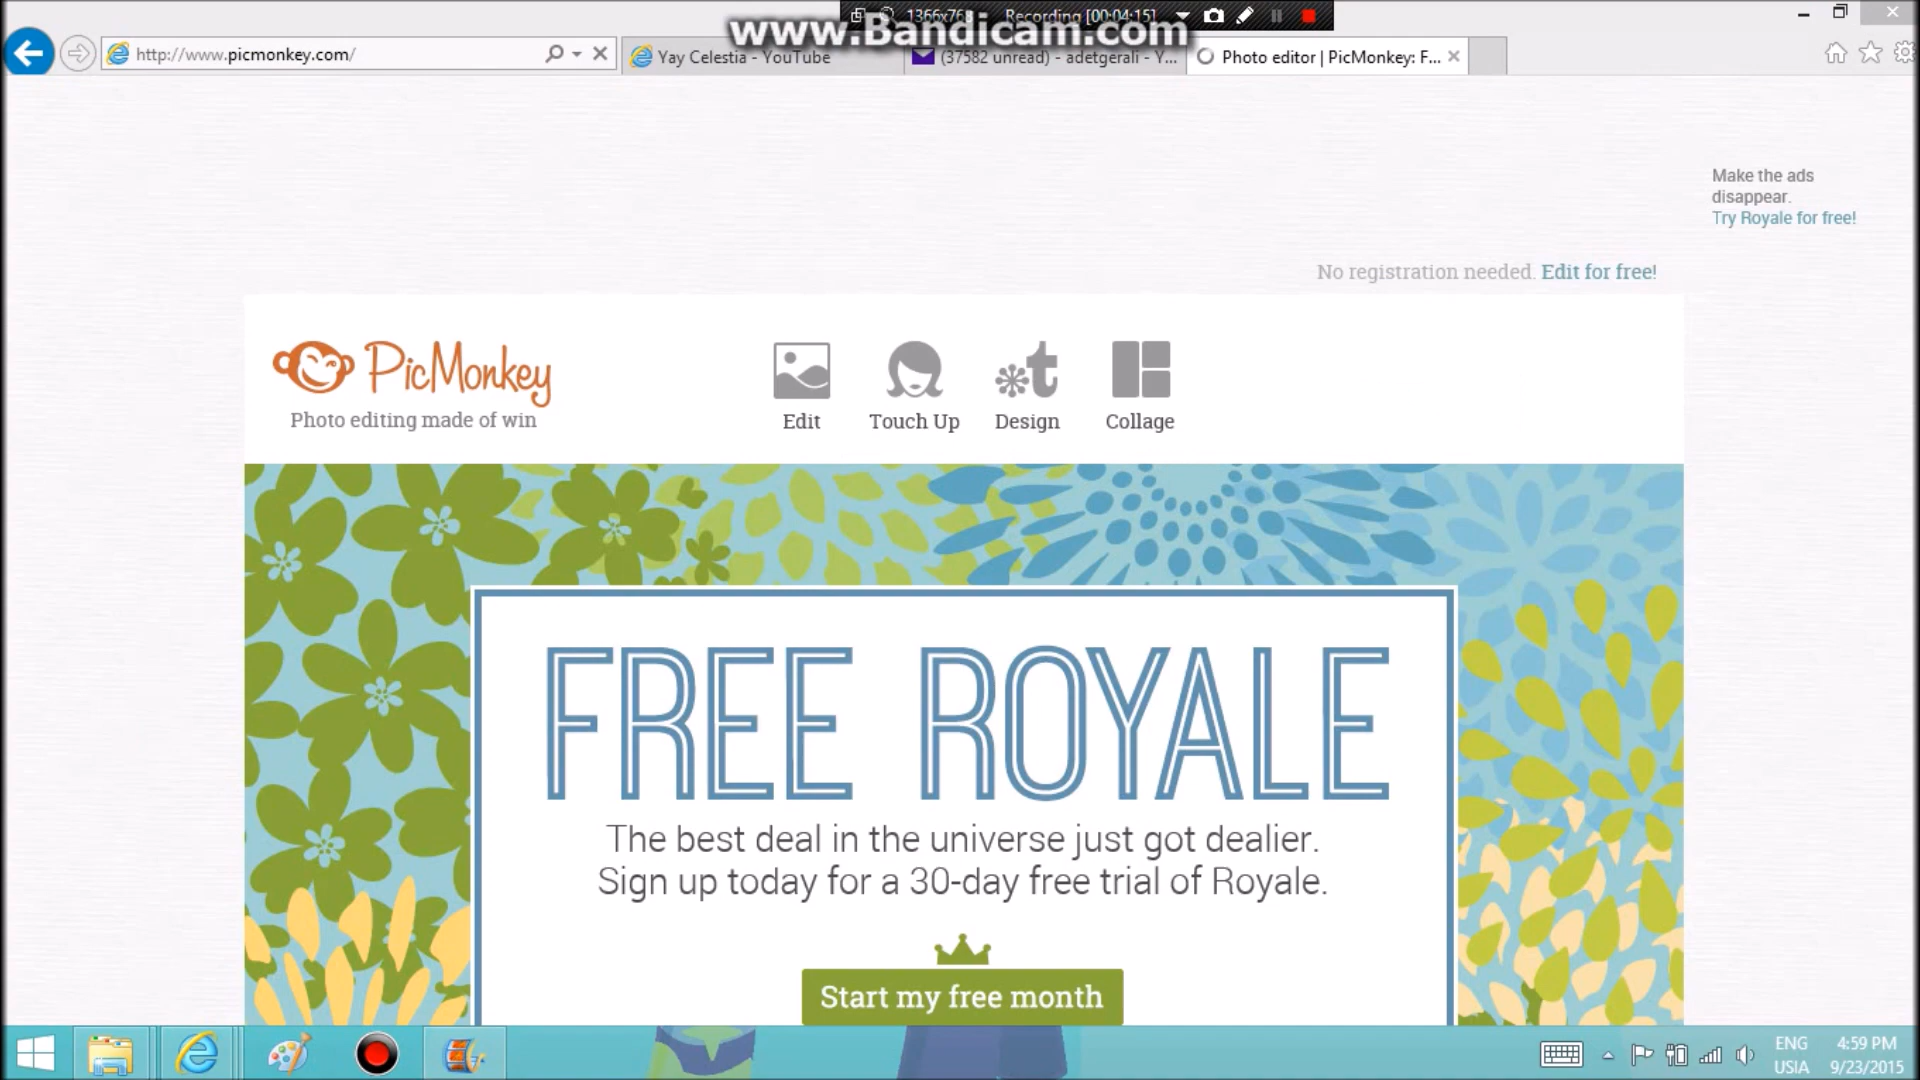 1366x768 Recording [00:04:15]
www.Bandicam.com
http://www.picmonkey.com/
Yay Celestia - YouTube
(37582 unread) - adetgerali - Y...
Photo editor | PicMonkey: F...
Make the ads
disappear.
Try Royale for free!
No registration needed. Edit for free!
PicMonkey
Photo editing made of win
Edit
Touch Up
Design
Collage
FREE ROYALE
The best deal in the universe just got dealier.
Sign up today for a 30-day free trial of Royale.
Start my free month
ENG
USIA
4:59 PM
9/23/2015